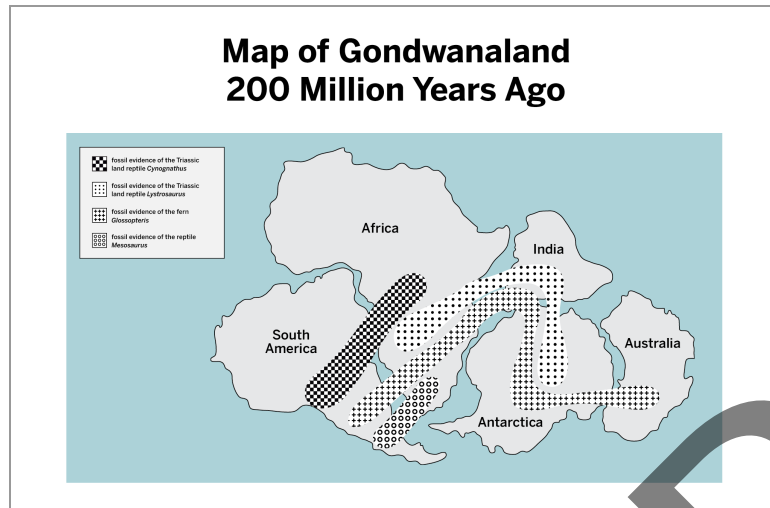 Map of Gondwanaland
200 Million Years Ago
fossil evidence of the Triassic
land reptile Cynognathus
fossil evidence of the Triassic
land reptile Lystrosaurus
fossil evidence of the fern
Glossopteris
fossil evidence of the reptile
Mesosaurus
Africa
India
South
America
Australia
Antarctica